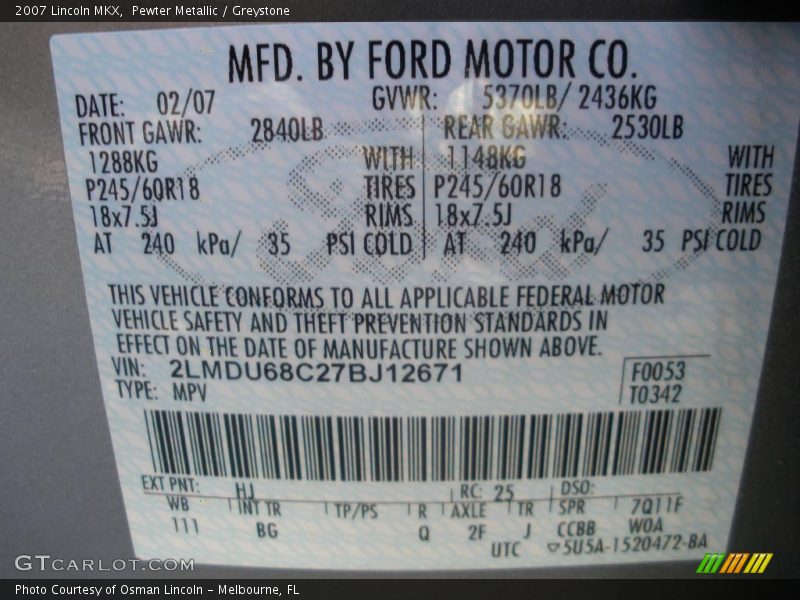 2007 Lincoln MKX, Pewter Metallic / Greystone
MFD. BY FORD MOTOR CO.
DATE: 02/07 GVWR: 5370LB/ 2436KG
FRONT GAWR: 2840LB REAR GAWR: 2530LB
1288KG WITH 1148KG WITH
P245/60R18 TIRES P245/60R18 TIRES
18x7.5J RIMS 18x7.5J RIMS
AT 240 kPa/ 35 PSI COLD AT 240 kPa/ 35 PSI COLD
THIS VEHICLE CONFORMS TO ALL APPLICABLE FEDERAL MOTOR
VEHICLE SAFETY AND THEFT PREVENTION STANDARDS IN
EFFECT ON THE DATE OF MANUFACTURE SHOWN ABOVE.
VIN: 2LMDU68C27BJ12671 F0053
TYPE: MPV T0342
EXT PNT: HJ RC: 25 DSO:
WB INT TR TP/PS R AXLE TR SPR 7Q11F
111 BG Q 2F J CCBB WOA
UTC ▽5U5A-1520472-BA
GTCARLOT.COM
Photo Courtesy of Osman Lincoln - Melbourne, FL